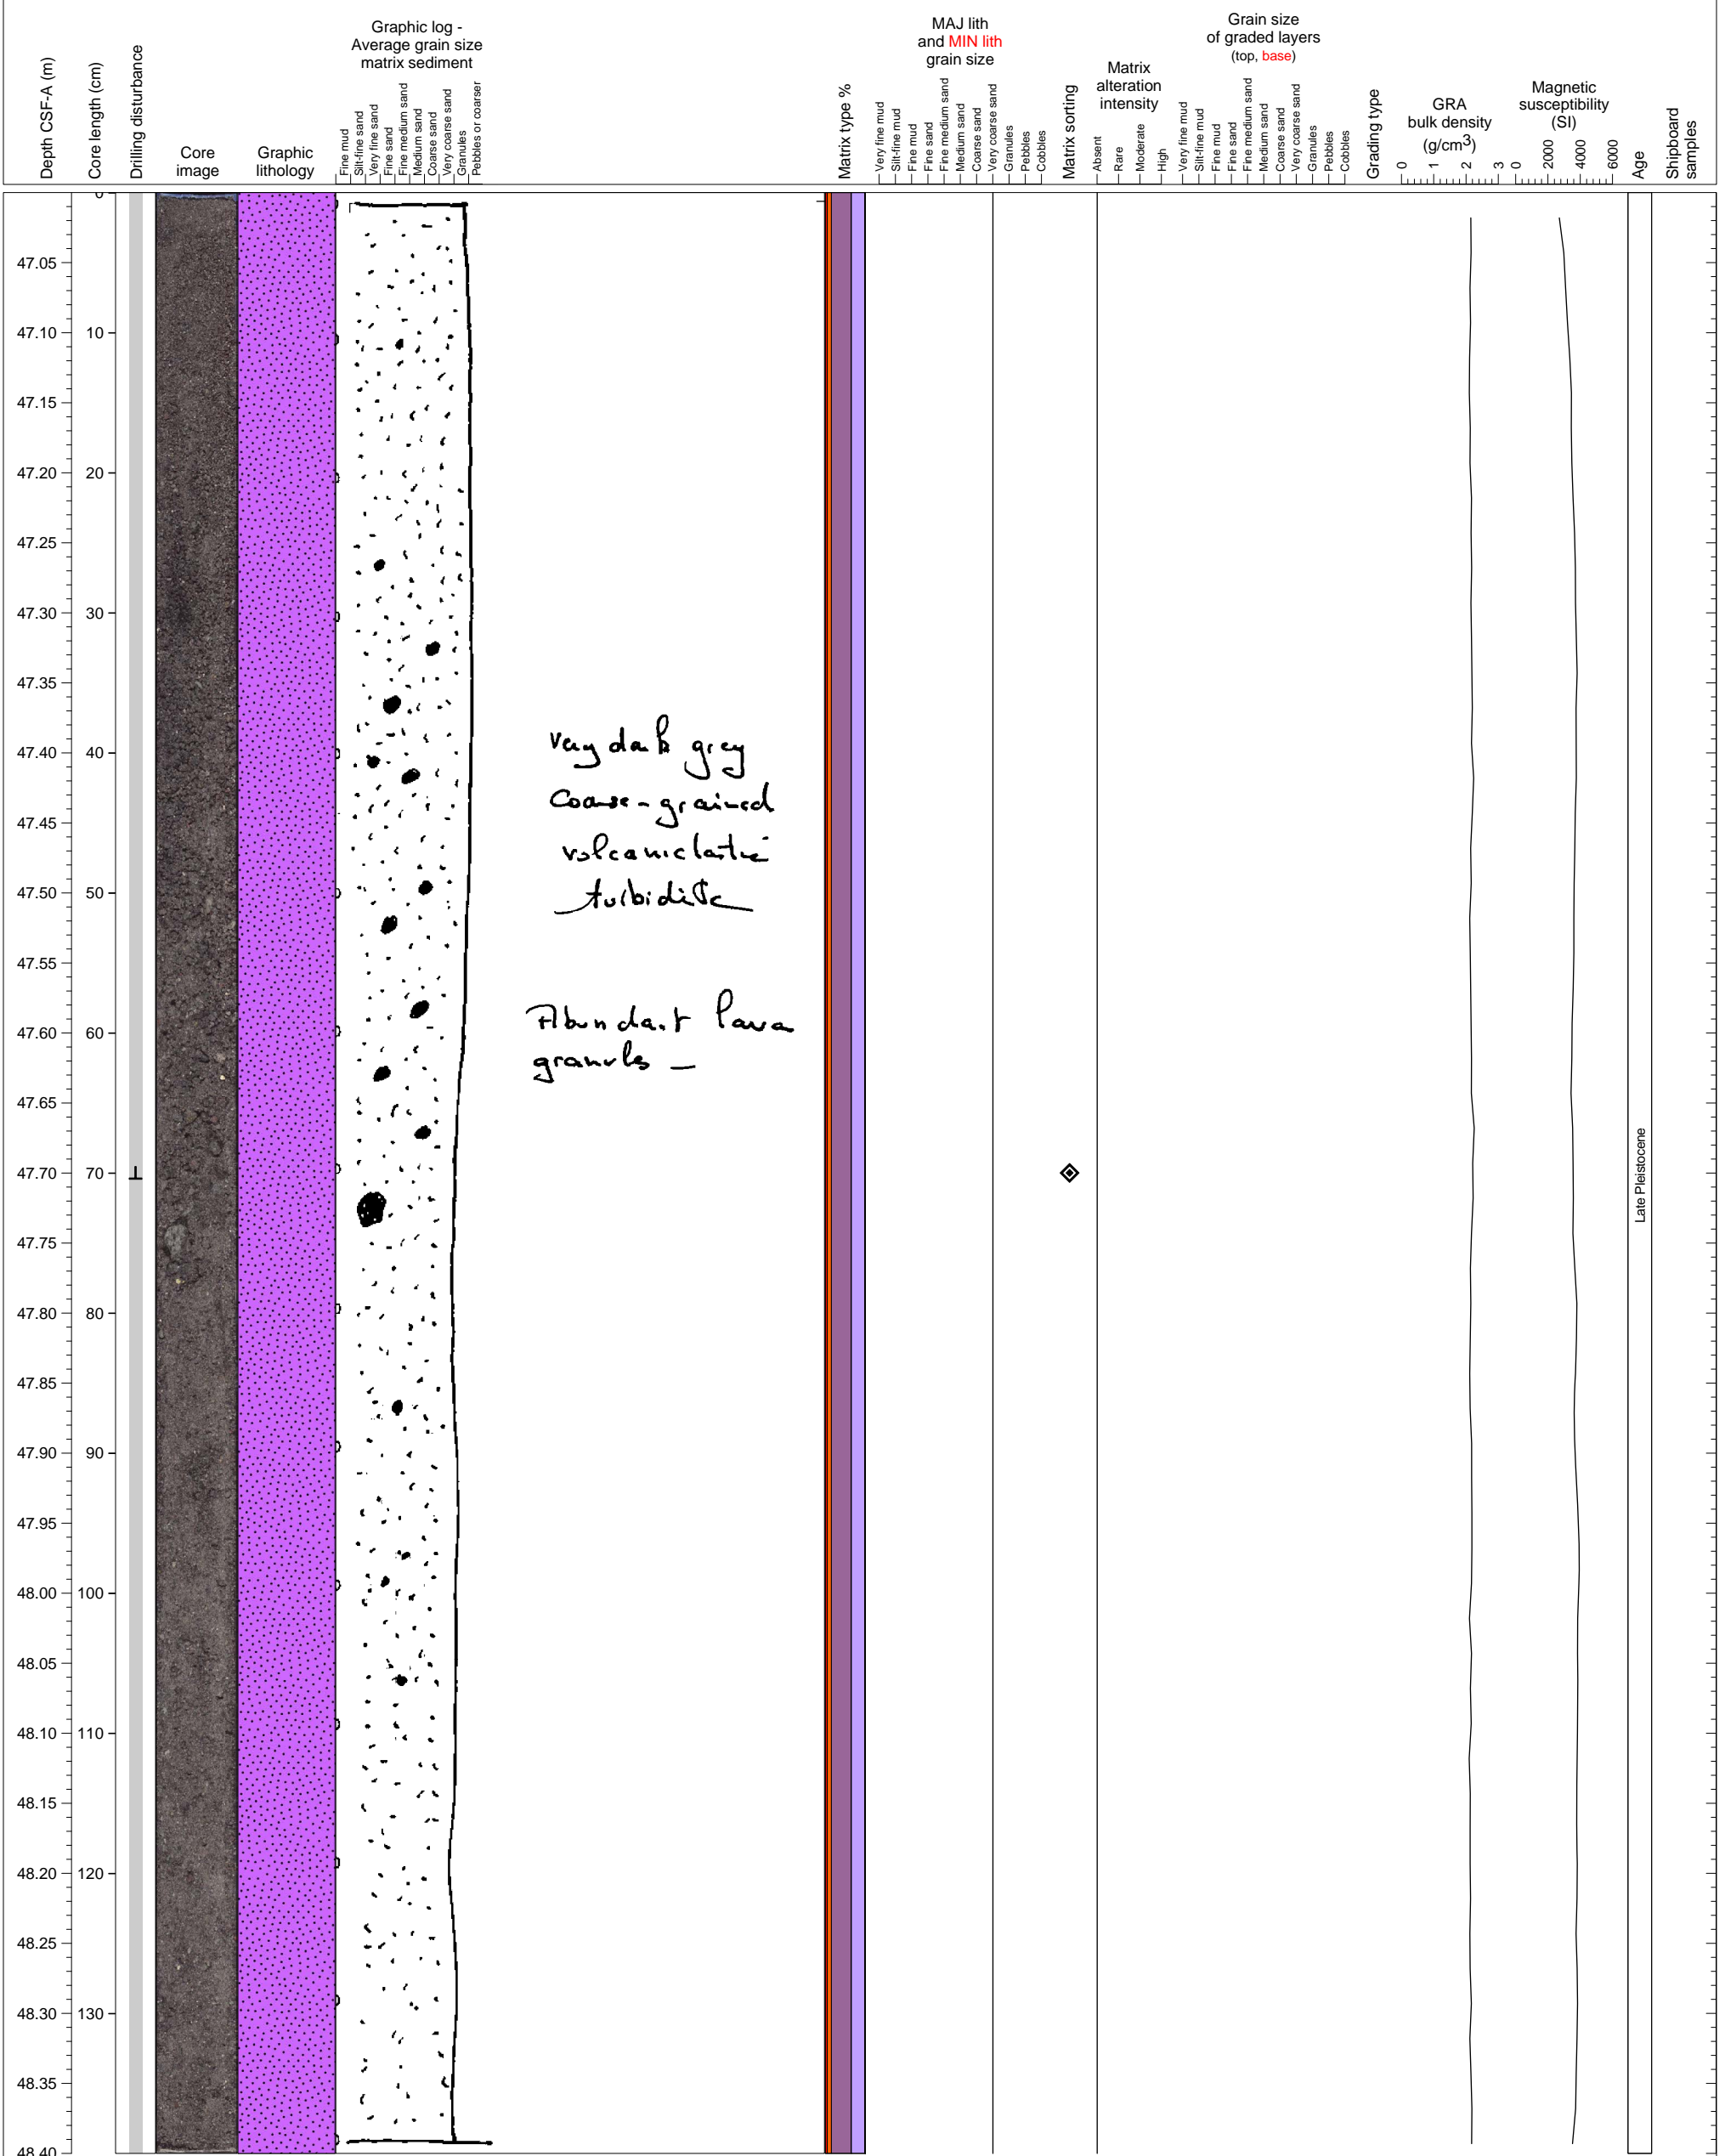 Depth CSF-A (m)
Core length (cm)
Drilling disturbance
Core
image
Graphic
lithology
Graphic log -
Average grain size
matrix sediment
Fine mud
Silt-fine sand
Very fine sand
Fine sand
Fine medium sand
Medium sand
Coarse sand
Very coarse sand
Granules
Pebbles or coarser
Matrix type %
MAJ lith
and MIN lith
grain size
Very fine mud
Silt-fine mud
Fine mud
Fine sand
Fine medium sand
Medium sand
Coarse sand
Very coarse sand
Granules
Pebbles
Cobbles
Matrix sorting
Matrix
alteration
intensity
Absent
Rare
Moderate
High
Grain size
of graded layers
(top, base)
Very fine mud
Silt-fine mud
Fine mud
Fine sand
Fine medium sand
Medium sand
Coarse sand
Very coarse sand
Granules
Pebbles
Cobbles
Grading type
GRA
bulk density
(g/cm3)
0 1 2 3
Magnetic
susceptibility
(SI)
0 2000 4000 6000
Age
Shipboard
samples
0
47.05
47.10 10
47.15
47.20 20
47.25
47.30 30
47.35
47.40 40
47.45
47.50 50
47.55
47.60 60
47.65
47.70 70
47.75
47.80 80
47.85
47.90 90
47.95
48.00 100
48.05
48.10 110
48.15
48.20 120
48.25
48.30 130
48.35
48.40
Very dark grey
Coarse-grained
volcaniclastic
turbidite
Abundant lava
granules –
Late Pleistocene